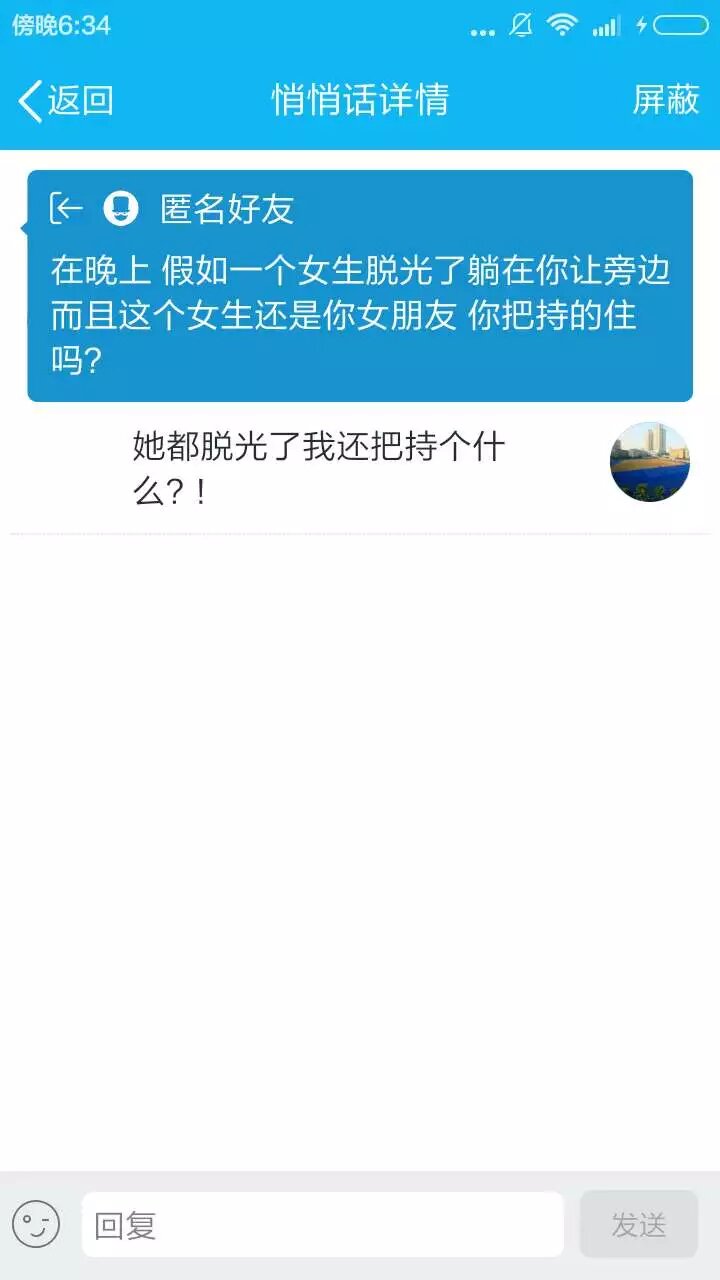 傍晚6:34
返回
悄悄话详情
屏蔽
匿名好友
在晚上 假如一个女生脱光了躺在你让旁边
而且这个女生还是你女朋友 你把持的住
吗?
她都脱光了我还把持个什
么?！
回复
发送